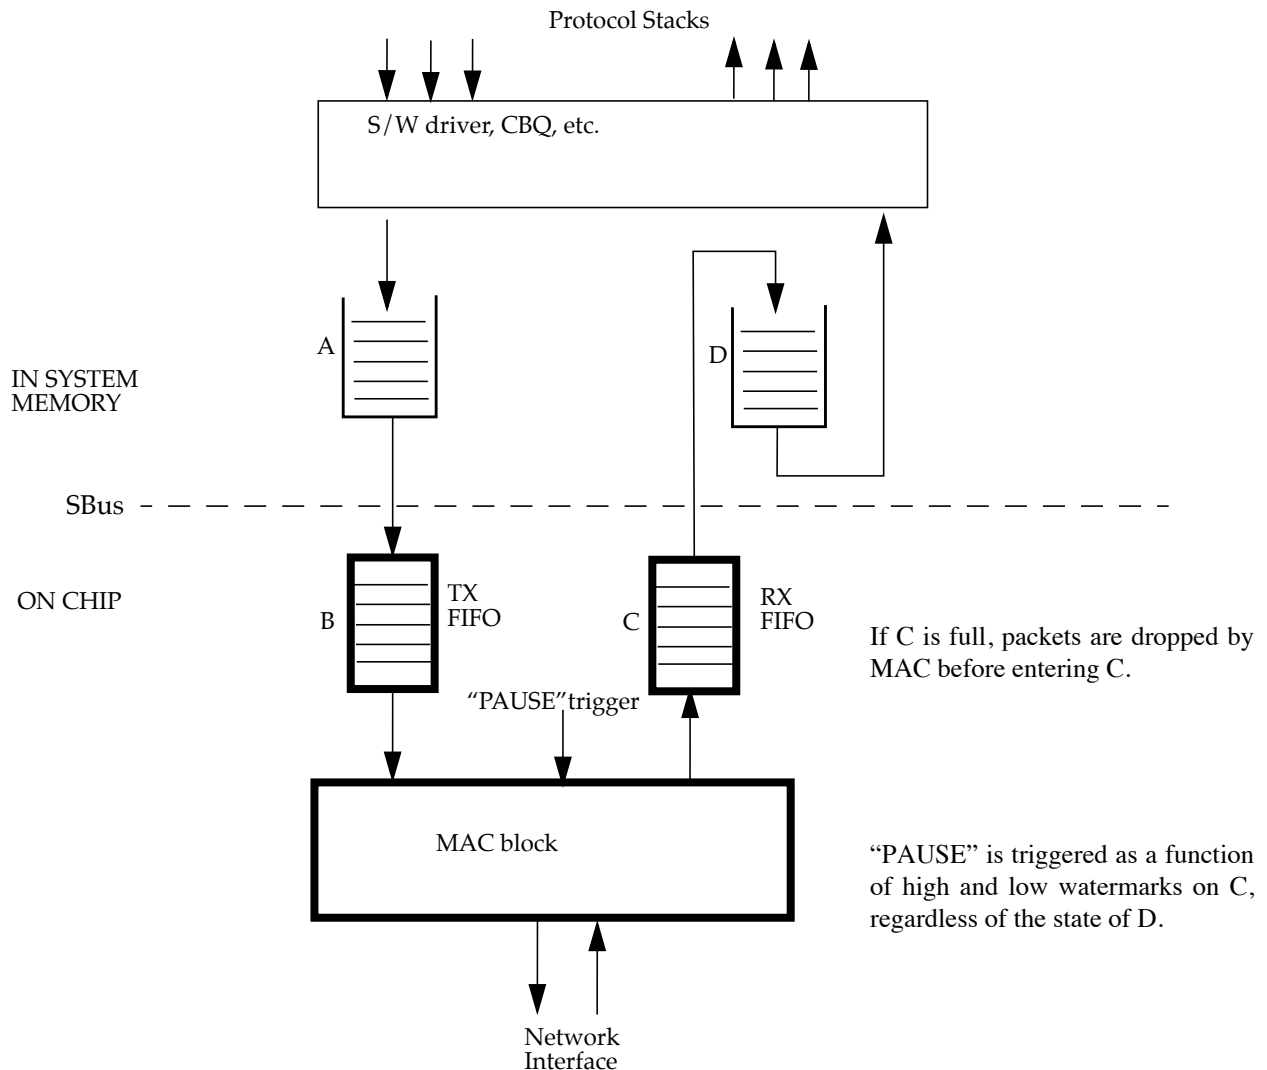 Protocol Stacks
S/W driver, CBQ, etc.
A
D
IN SYSTEM
MEMORY
SBus
ON CHIP
B
TX
FIFO
C
RX
FIFO
If C is full, packets are dropped by
MAC before entering C.
“PAUSE”trigger
MAC block
“PAUSE” is triggered as a function
of high and low watermarks on C,
regardless of the state of D.
Network
Interface